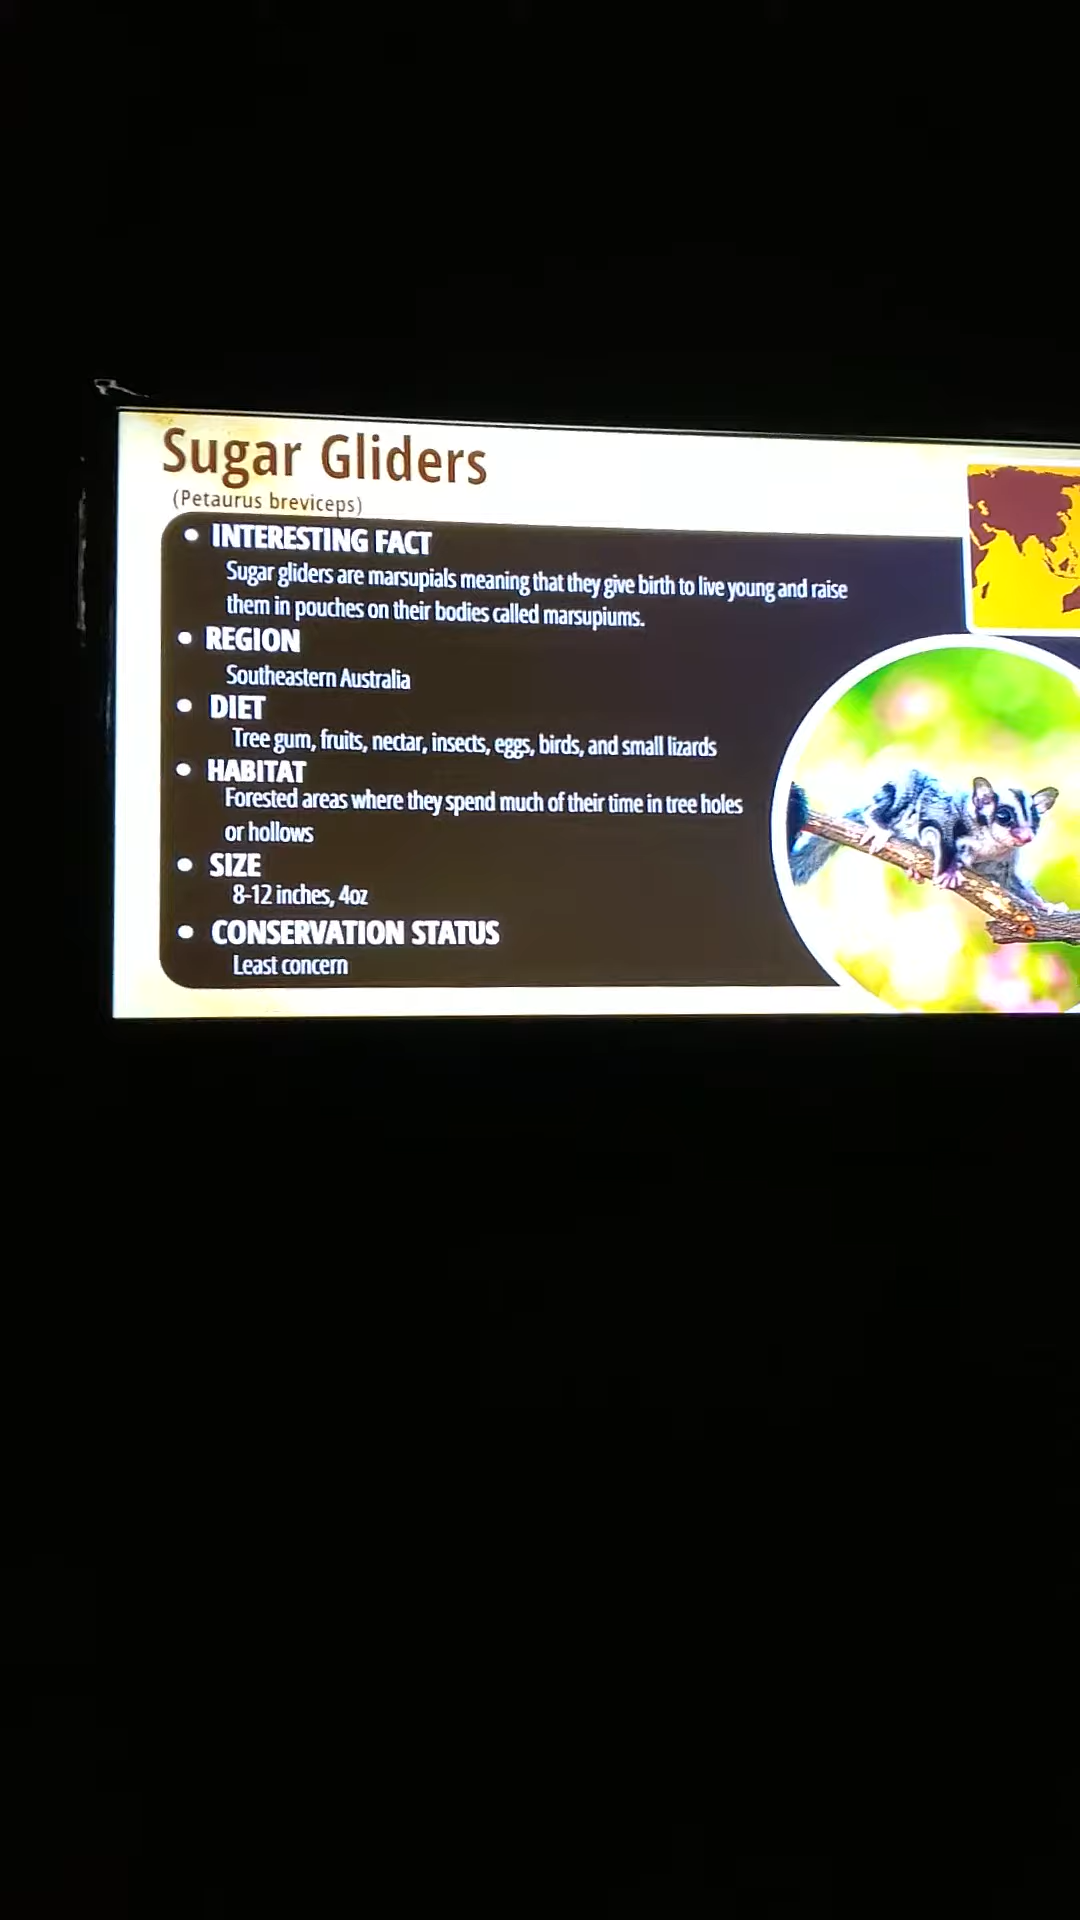 Sugar Gliders
(Petaurus breviceps)
• INTERESTING FACT
Sugar gliders are marsupials meaning that they give birth to live young and raise
them in pouches on their bodies called marsupiums.
• REGION
Southeastern Australia
• DIET
Tree gum, fruits, nectar, insects, eggs, birds, and small lizards
• HABITAT
Forested areas where they spend much of their time in tree holes
or hollows
• SIZE
8-12 inches, 4oz
• CONSERVATION STATUS
Least concern